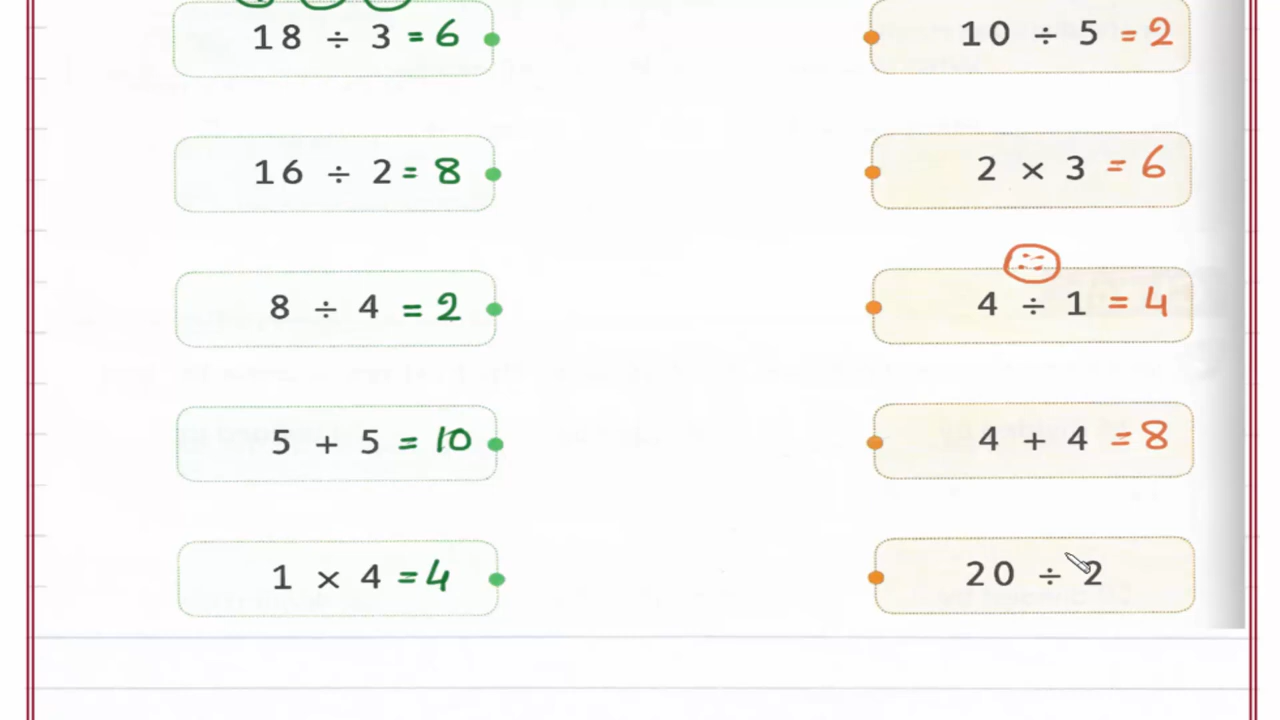 18 ÷ 3 = 6
10 ÷ 5 = 2
16 ÷ 2 = 8
2 × 3 = 6
8 ÷ 4 = 2
4 ÷ 1 = 4
5 + 5 = 10
4 + 4 = 8
1 × 4 = 4
20 ÷ 2